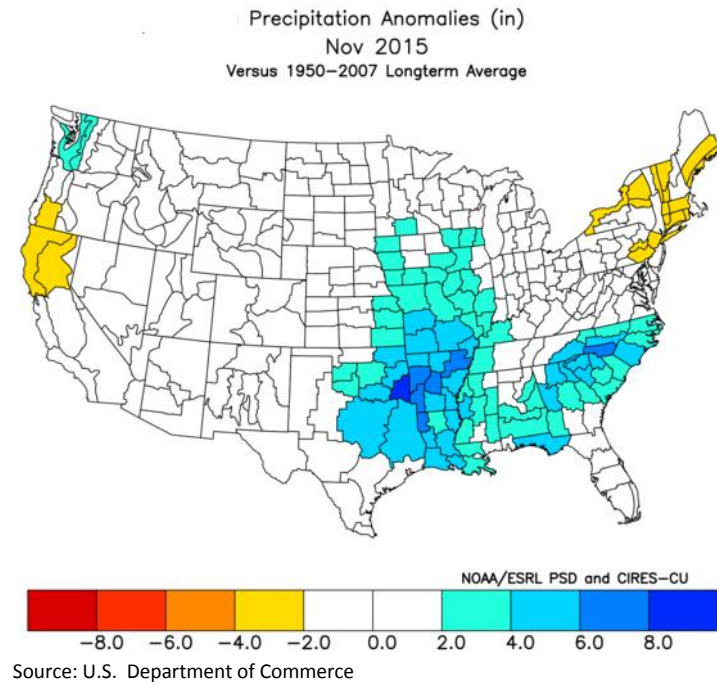 Precipitation Anomalies (in)
Nov 2015
Versus 1950−2007 Longterm Average
NOAA/ESRL PSD and CIRES−CU
−8.0 −6.0 −4.0 −2.0 0.0 2.0 4.0 6.0 8.0
Source: U.S. Department of Commerce